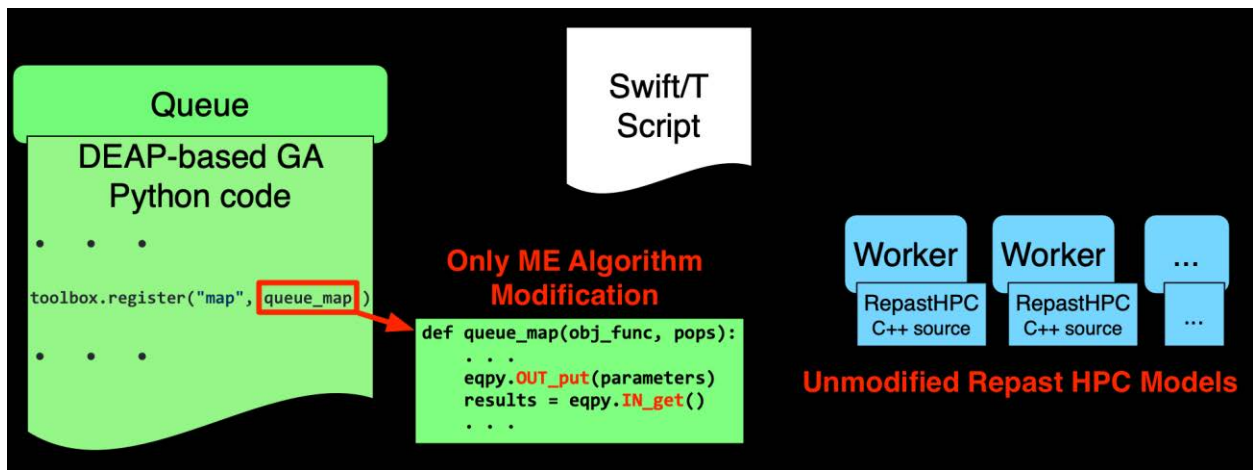 Queue
DEAP-based GA
Python code
. . .
toolbox.register("map", queue_map )
. . .
Swift/T
Script
Only ME Algorithm
Modification
def queue_map(obj_func, pops):
. . .
eqpy.OUT_put(parameters)
results = eqpy.IN_get()
. . .
Worker Worker ...
RepastHPC RepastHPC ...
C++ source C++ source
Unmodified Repast HPC Models